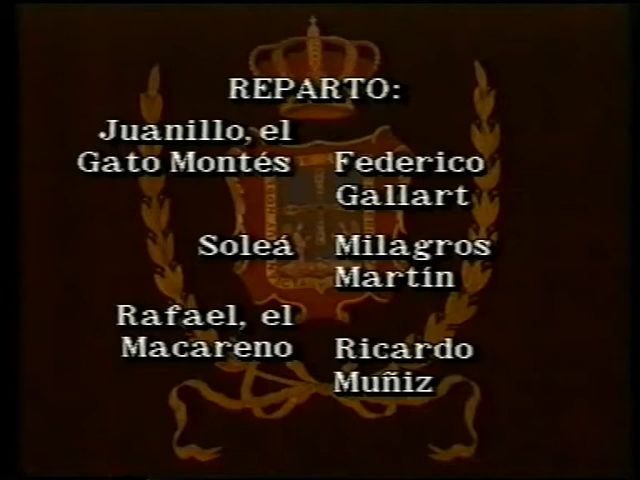 REPARTO:
Juanillo, el
Gato Montés Federico
Gallart
Soleá Milagros
Martín
Rafael, el
Macareno Ricardo
Muñiz